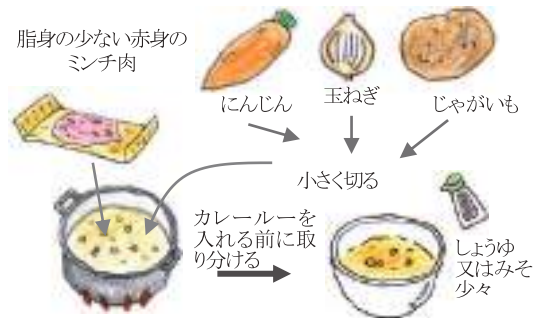 脂身の少ない赤身の
ミンチ肉
にんじん
玉ねぎ
じゃがいも
小さく切る
カレールーを
入れる前に取
り分ける
しょうゆ
又はみそ
少々